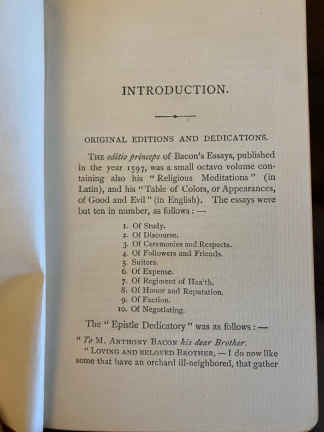 INTRODUCTION.
ORIGINAL EDITIONS AND DEDICATIONS.
THE editio princeps of Bacon's Essays, published
in the year 1597, was a small octavo volume con-
taining also his "Religious Meditations" (in
Latin), and his "Table of Colors, or Appearances,
of Good and Evil" (in English). The essays were
but ten in number, as follows : —
1. Of Study.
2. Of Discourse.
3. Of Ceremonies and Respects.
4. Of Followers and Friends.
5. Suitors.
6. Of Expense.
7. Of Regiment of Health.
8. Of Honor and Reputation.
9. Of Faction.
10. Of Negotiating.
The "Epistle Dedicatory" was as follows : —
"To M. ANTHONY BACON his dear Brother.
"LOVING AND BELOVED BROTHER, — I do now like
some that have an orchard ill-neighbored, that gather